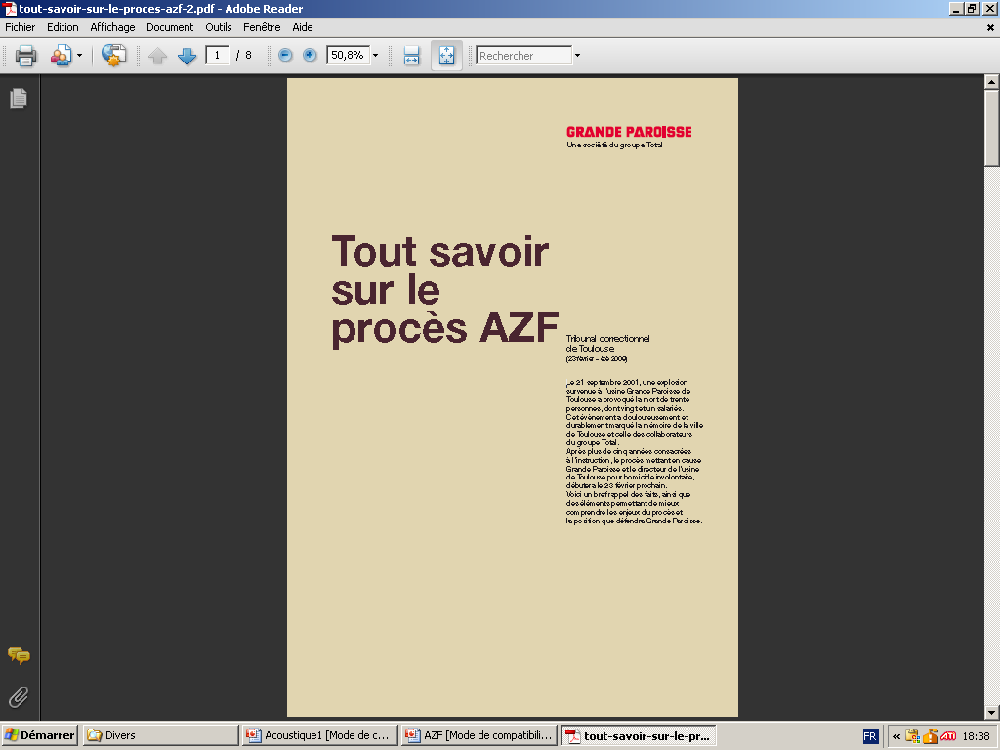 tout-savoir-sur-le-proces-azf-2.pdf - Adobe Reader
Fichier Edition Affichage Document Outils Fenêtre Aide
1 / 8 50,8% Rechercher
GRANDE PAROISSE
Une société du groupe Total
Tout savoir
sur le
procès AZF
Tribunal correctionnel
de Toulouse
(23 février – été 2009)
Le 21 septembre 2001, une explosion
survenue à l'usine Grande Paroisse de
Toulouse a provoqué la mort de trente
personnes, dont vingt et un salariés.
Cet évènement a douloureusement et
durablement marqué la mémoire de la ville
de Toulouse et celle des collaborateurs
du groupe Total.
Après plus de cinq années consacrées
à l'instruction, le procès mettant en cause
Grande Paroisse et le directeur de l'usine
de Toulouse pour homicide involontaire,
débutera le 23 février prochain.
Voici un bref rappel des faits, ainsi que
des éléments permettant de mieux
comprendre les enjeux du procès et
la position que défendra Grande Paroisse.
Démarrer Divers Acoustique1 [Mode de c... AZF [Mode de compatibili... tout-savoir-sur-le-pr... FR « 18:38